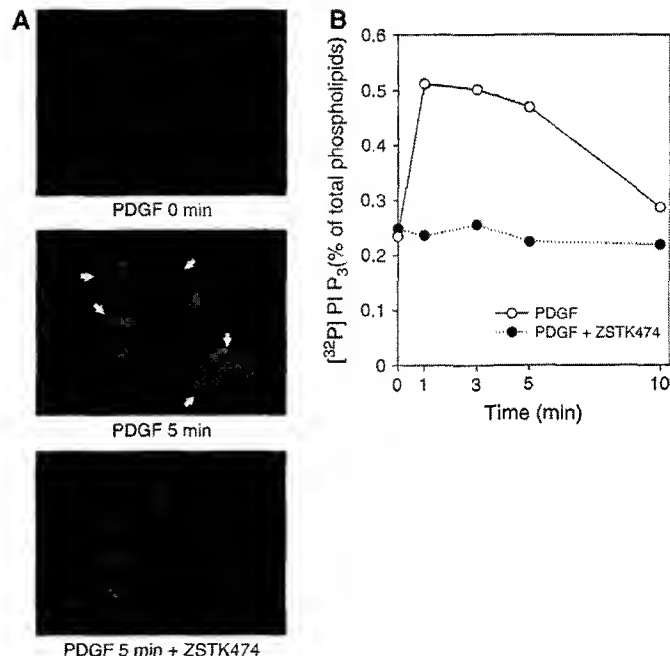 A
PDGF 0 min
PDGF 5 min
PDGF 5 min + ZSTK474
B
[³²P] PI P₃(% of total phospholipids)
0.6
0.5
0.4
0.3
0.2
0.1
0
PDGF
PDGF + ZSTK474
0 1 3 5 10
Time (min)